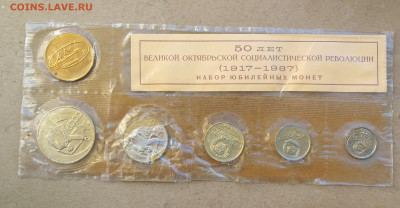 COINS.LAVE.RU
50 ЛЕТ
ВЕЛИКОЙ ОКТЯБРЬСКОЙ СОЦИАЛИСТИЧЕСКОЙ РЕВОЛЮЦИИ
(1917-1967)
НАБОР ЮБИЛЕЙНЫХ МОНЕТ